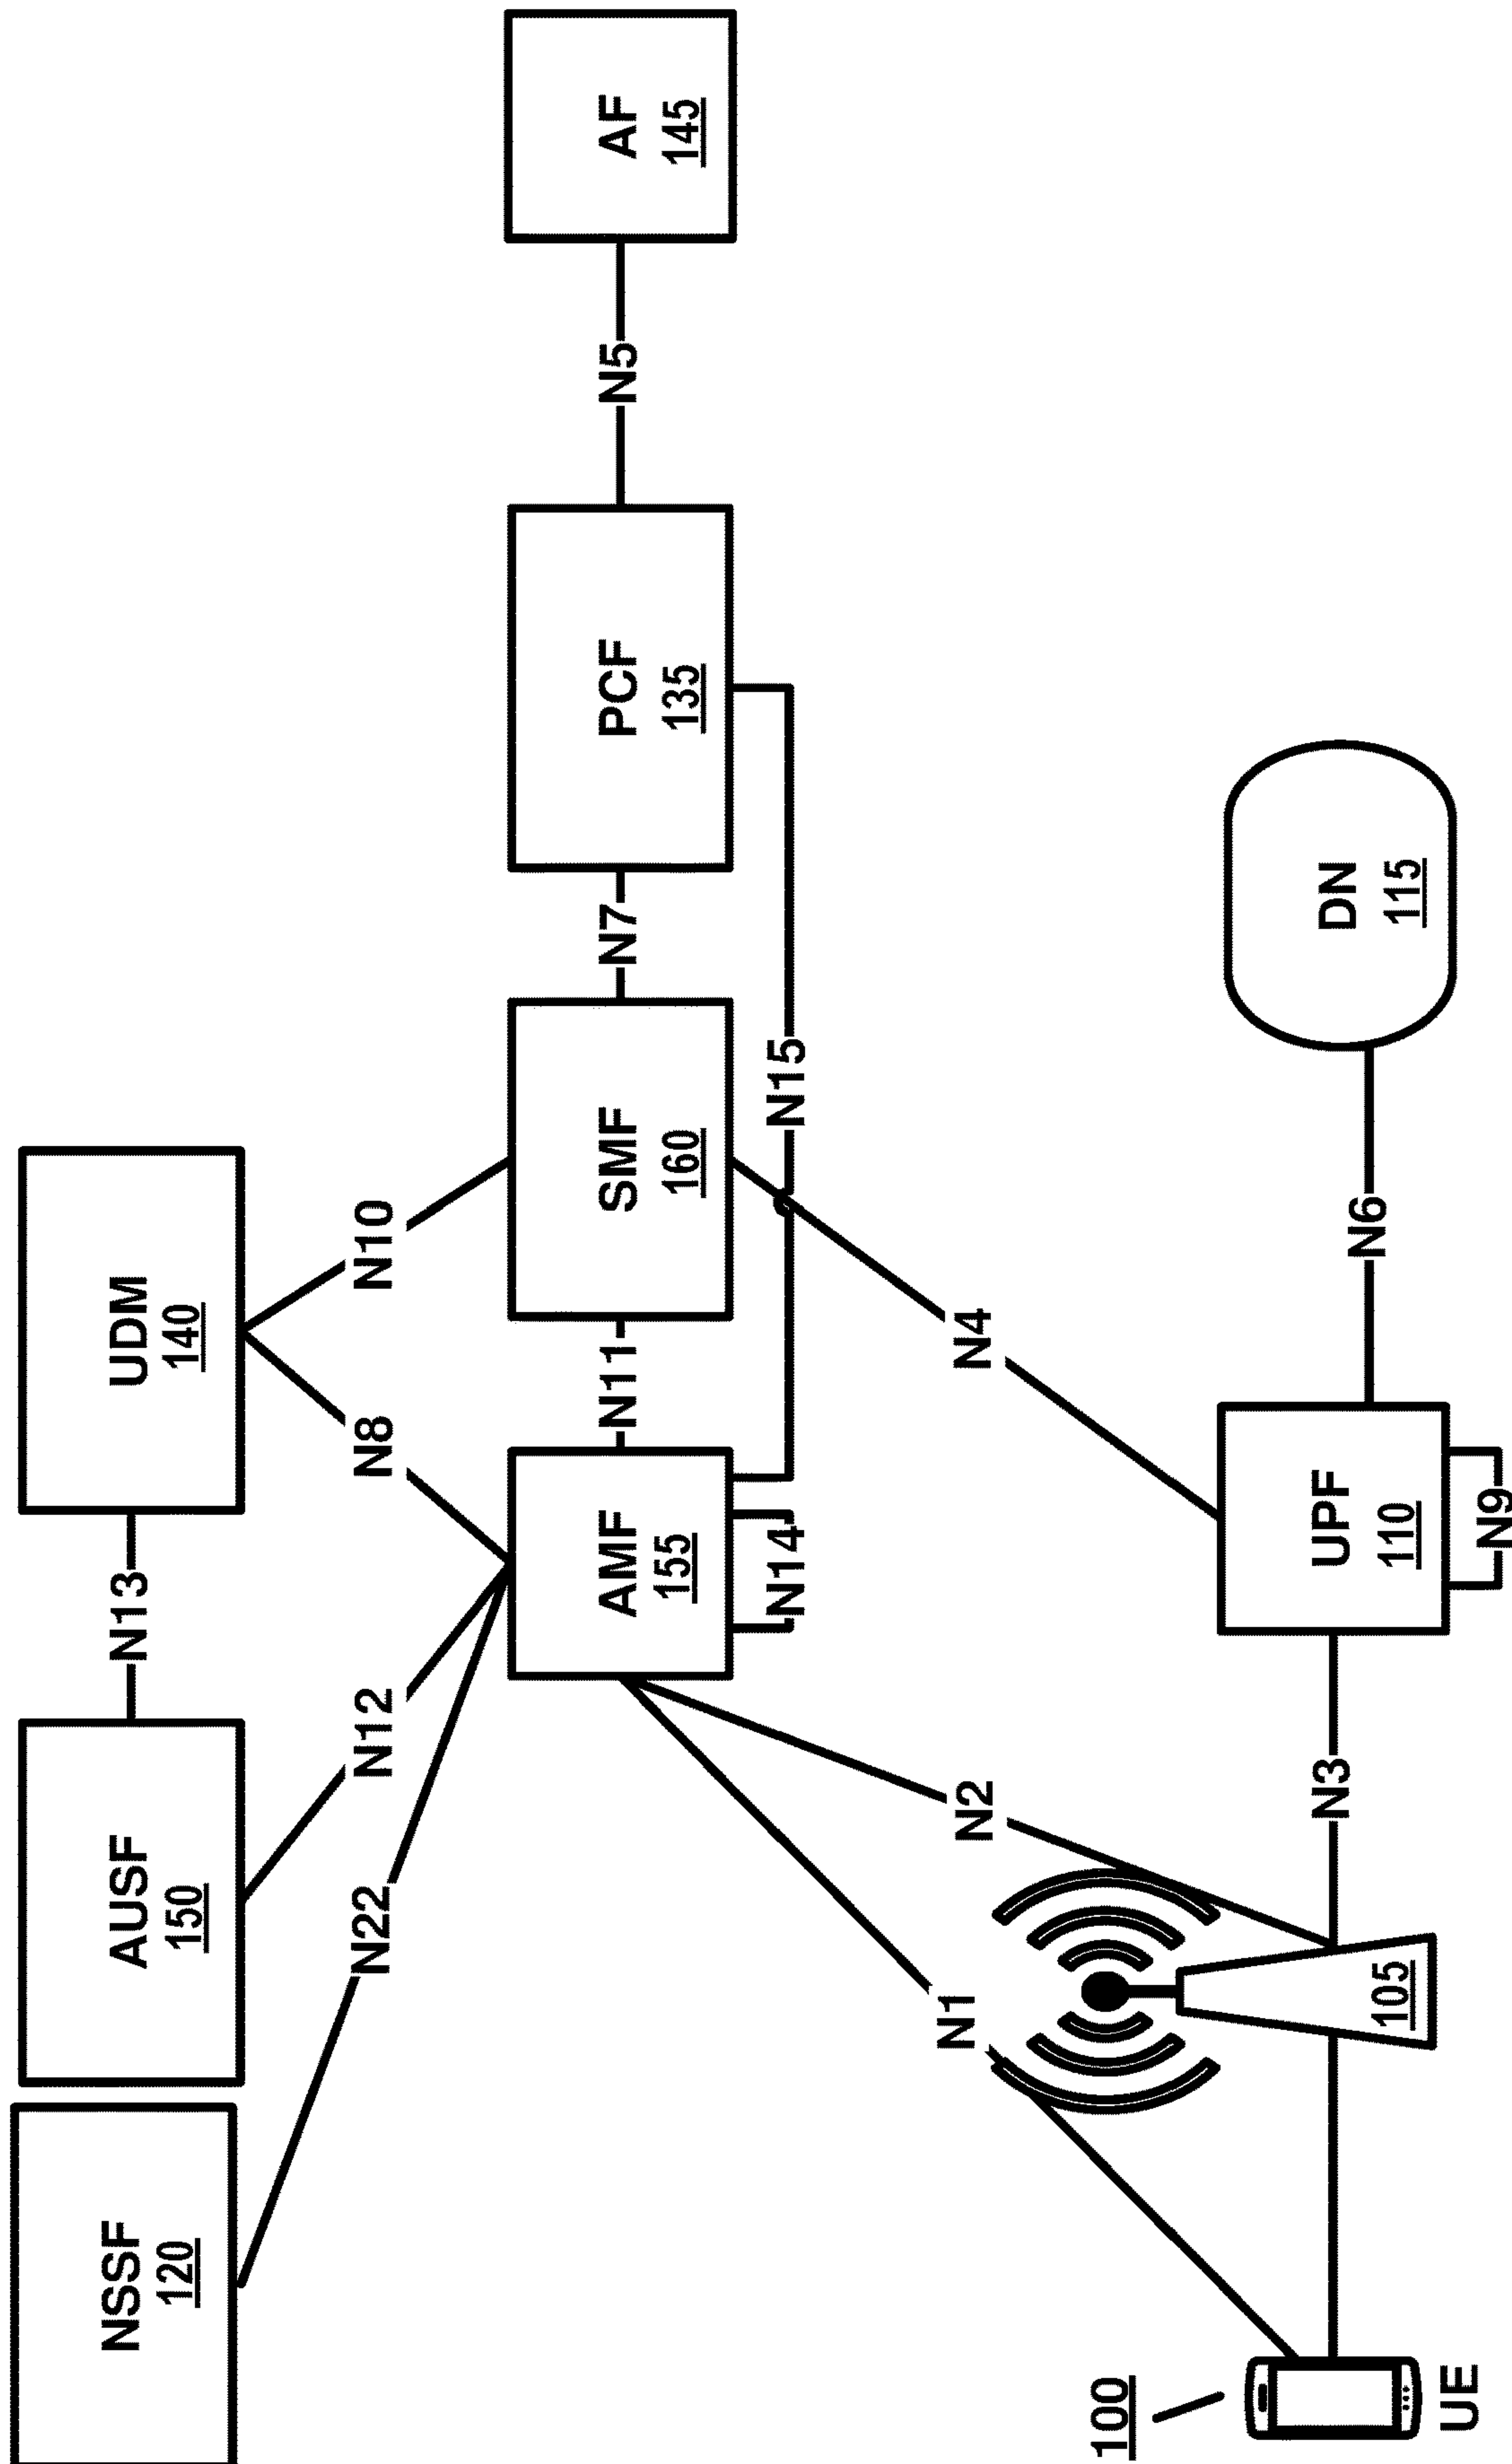 NSSF
120
AUSF
150
N13
UDM
140
N22
N12
N8
N10
AMF
155
N11
SMF
160
N7
PCF
135
N5
AF
145
N14
N15
N1
N2
N4
100
UE
105
N3
UPF
110
N9
N6
DN
115